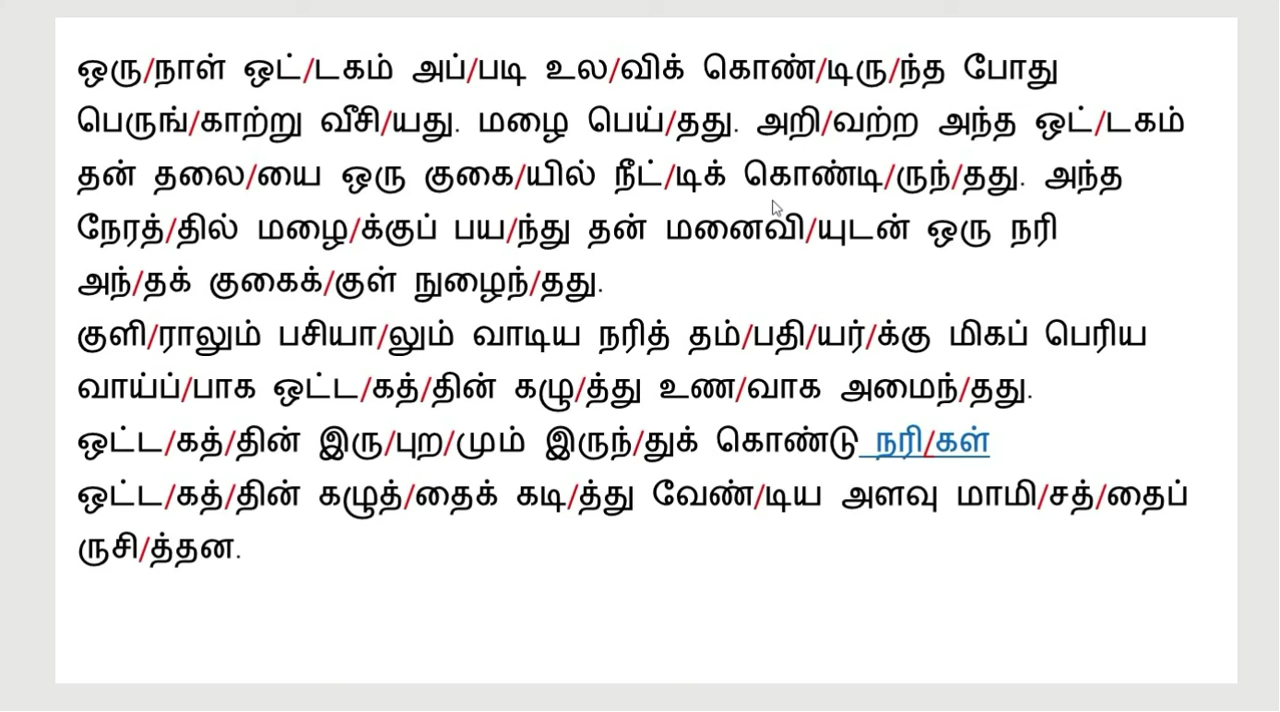 ஒரு/நாள் ஒட்/டகம் அப்/படி உல/விக் கொண்/டிரு/ந்த போது
பெருங்/காற்று வீசி/யது. மழை பெய்/தது. அறி/வற்ற அந்த ஒட்/டகம்
தன் தலை/யை ஒரு குகை/யில் நீட்/டிக் கொண்டி/ருந்/தது. அந்த
நேரத்/தில் மழை/க்குப் பய/ந்து தன் மனைவி/யுடன் ஒரு நரி
அந்/தக் குகைக்/குள் நுழைந்/தது.
குளி/ராலும் பசியா/லும் வாடிய நரித் தம்/பதி/யர்/க்கு மிகப் பெரிய
வாய்ப்/பாக ஒட்ட/கத்/தின் கழு/த்து உண/வாக அமைந்/தது.
ஒட்ட/கத்/தின் இரு/புற/மும் இருந்/துக் கொண்டு நரி/கள்
ஒட்ட/கத்/தின் கழுத்/தைக் கடி/த்து வேண்/டிய அளவு மாமி/சத்/தைப்
ருசி/த்தன.